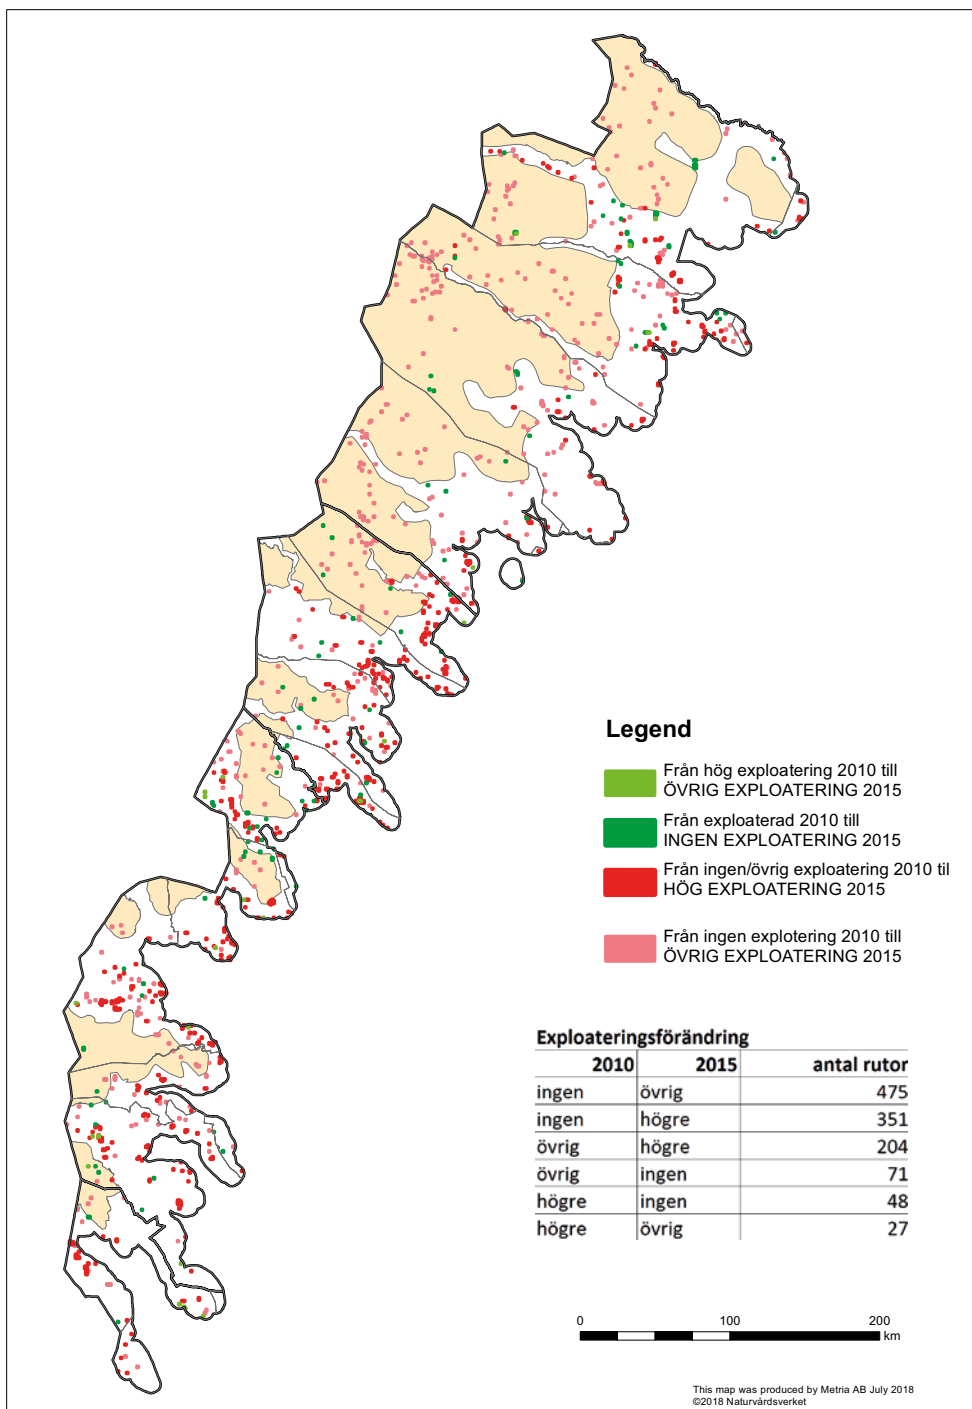 Legend
Från hög exploatering 2010 till
ÖVRIG EXPLOATERING 2015
Från exploaterad 2010 till
INGEN EXPLOATERING 2015
Från ingen/övrig exploatering 2010 til
HÖG EXPLOATERING 2015
Från ingen explotering 2010 till
ÖVRIG EXPLOATERING 2015
Exploateringsförändring
2010 2015 antal rutor
ingen övrig 475
ingen högre 351
övrig högre 204
övrig ingen 71
högre ingen 48
högre övrig 27
0 100 200
km
This map was produced by Metria AB July 2018
©2018 Naturvårdsverket